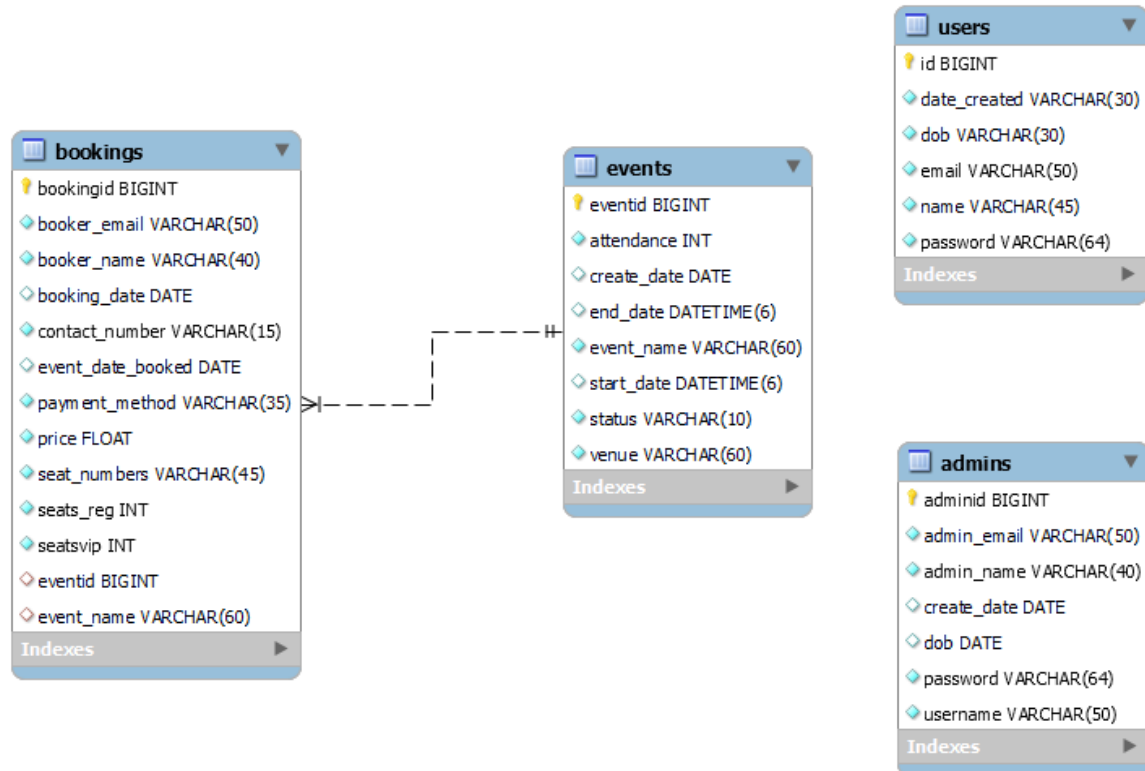 bookings
bookingid BIGINT
booker_email VARCHAR(50)
booker_name VARCHAR(40)
booking_date DATE
contact_number VARCHAR(15)
event_date_booked DATE
payment_method VARCHAR(35)
price FLOAT
seat_numbers VARCHAR(45)
seats_reg INT
seatsvip INT
eventid BIGINT
event_name VARCHAR(60)
Indexes
events
eventid BIGINT
attendance INT
create_date DATE
end_date DATETIME(6)
event_name VARCHAR(60)
start_date DATETIME(6)
status VARCHAR(10)
venue VARCHAR(60)
Indexes
users
id BIGINT
date_created VARCHAR(30)
dob VARCHAR(30)
email VARCHAR(50)
name VARCHAR(45)
password VARCHAR(64)
Indexes
admins
adminid BIGINT
admin_email VARCHAR(50)
admin_name VARCHAR(40)
create_date DATE
dob DATE
password VARCHAR(64)
username VARCHAR(50)
Indexes